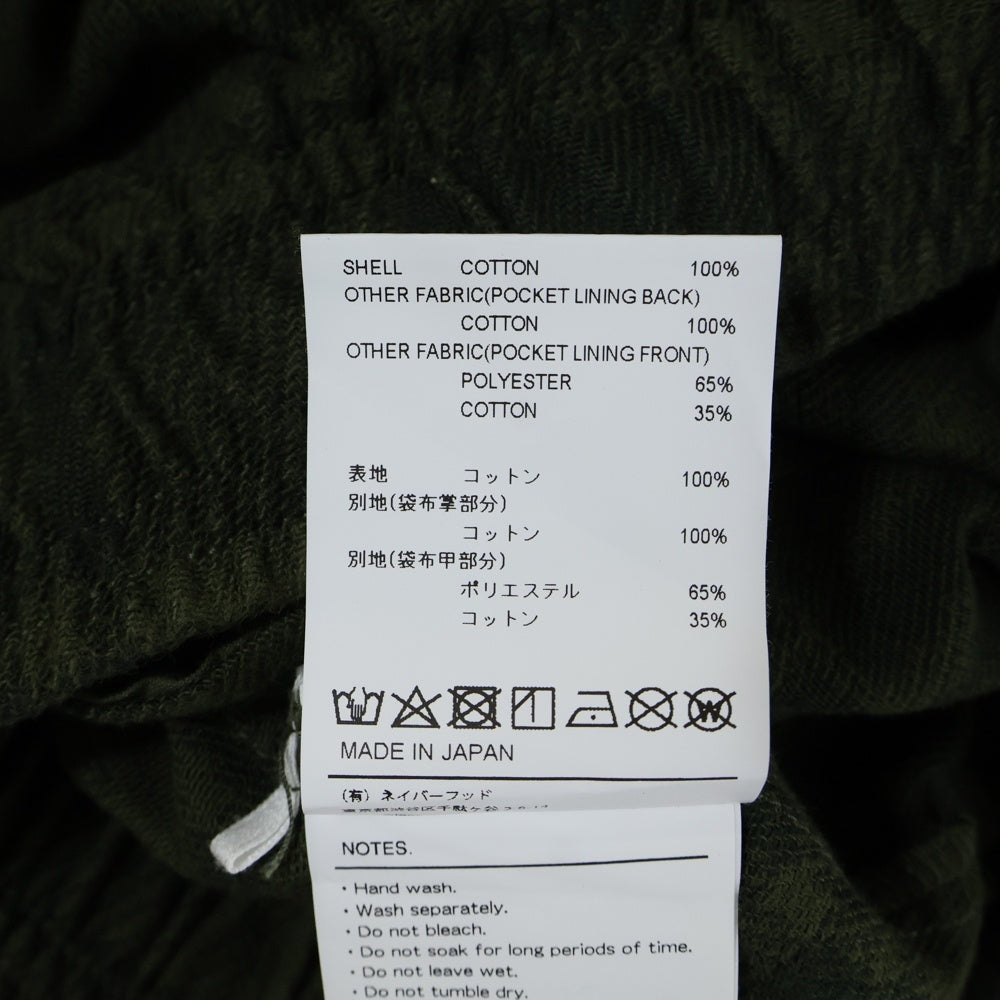 SHELL COTTON 100%
OTHER FABRIC(POCKET LINING BACK)
COTTON 100%
OTHER FABRIC(POCKET LINING FRONT)
POLYESTER 65%
COTTON 35%
表地 コットン 100%
別地(袋布掌部分)
コットン 100%
別地(袋布甲部分)
ポリエステル 65%
コットン 35%
W
MADE IN JAPAN
(有) ネイバーフッド
NOTES.
・Hand wash.
・Wash separately.
・Do not bleach.
・Do not soak for long periods of time.
・Do not leave wet.
・Do not tumble dry.